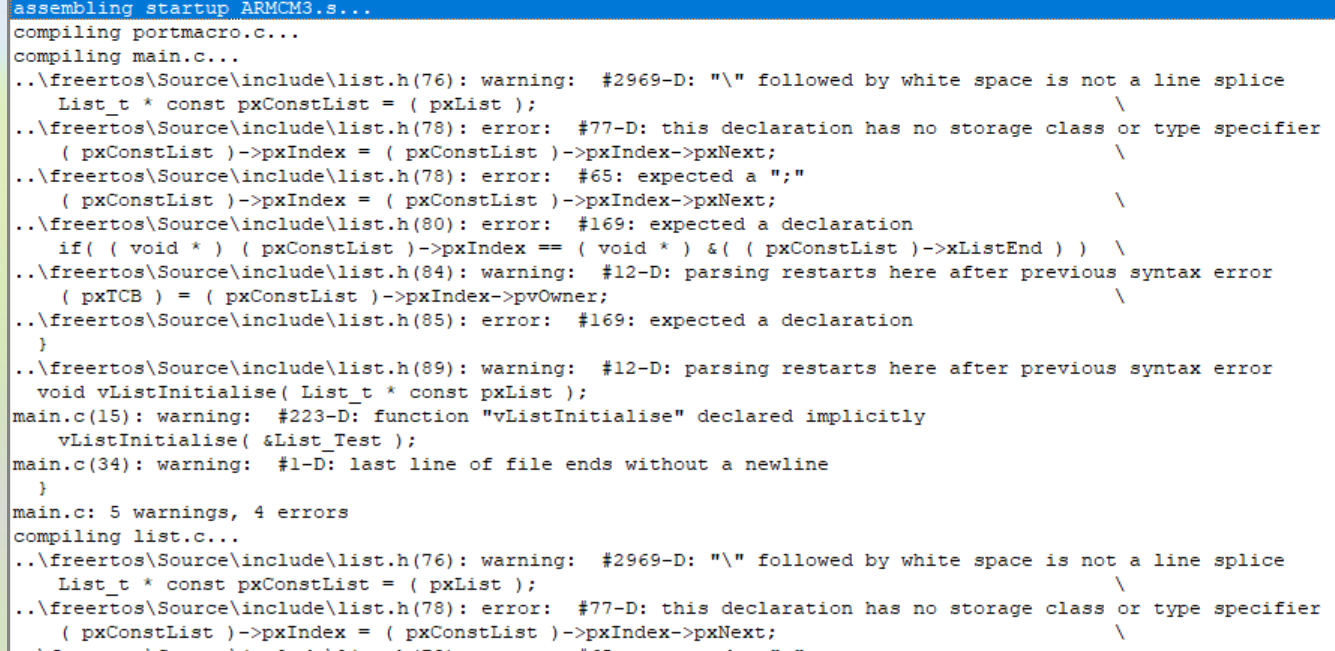 assembling startup_ARMCM3.s...
compiling portmacro.c...
compiling main.c...
..\freertos\Source\include\list.h(76): warning:  #2969-D: "\" followed by white space is not a line splice
    List_t * const pxConstList = ( pxList );                                                \
..\freertos\Source\include\list.h(78): error:  #77-D: this declaration has no storage class or type specifier
    ( pxConstList )->pxIndex = ( pxConstList )->pxIndex->pxNext;                            \
..\freertos\Source\include\list.h(78): error:  #65: expected a ";"
    ( pxConstList )->pxIndex = ( pxConstList )->pxIndex->pxNext;                            \
..\freertos\Source\include\list.h(80): error:  #169: expected a declaration
    if( ( void * ) ( pxConstList )->pxIndex == ( void * ) &( ( pxConstList )->xListEnd ) )  \
..\freertos\Source\include\list.h(84): warning:  #12-D: parsing restarts here after previous syntax error
    ( pxTCB ) = ( pxConstList )->pxIndex->pvOwner;                                          \
..\freertos\Source\include\list.h(85): error:  #169: expected a declaration
  }
..\freertos\Source\include\list.h(89): warning:  #12-D: parsing restarts here after previous syntax error
  void vListInitialise( List_t * const pxList );
main.c(15): warning:  #223-D: function "vListInitialise" declared implicitly
    vListInitialise( &List_Test );
main.c(34): warning:  #1-D: last line of file ends without a newline
  }
main.c: 5 warnings, 4 errors
compiling list.c...
..\freertos\Source\include\list.h(76): warning:  #2969-D: "\" followed by white space is not a line splice
    List_t * const pxConstList = ( pxList );                                                \
..\freertos\Source\include\list.h(78): error:  #77-D: this declaration has no storage class or type specifier
    ( pxConstList )->pxIndex = ( pxConstList )->pxIndex->pxNext;                            \